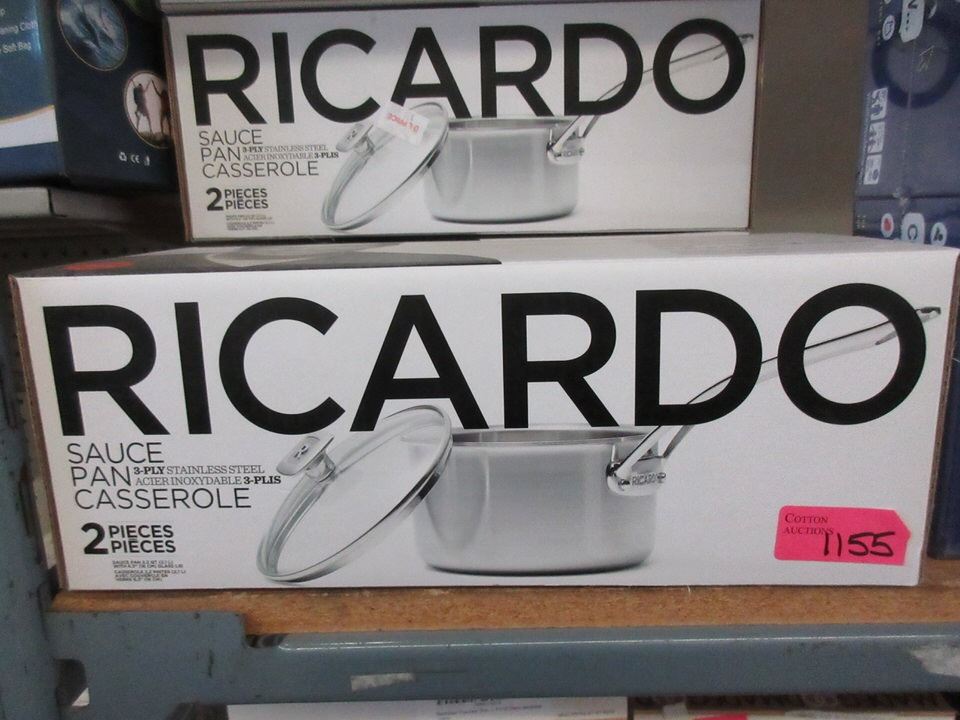 RICARDO
SAUCE
PAN 3-PLY STAINLESS STEEL
ACIER INOXYDABLE 3-PLIS
CASSEROLE
2 PIECES
PIÈCES
RICARDO
SAUCE
PAN 3-PLY STAINLESS STEEL
ACIER INOXYDABLE 3-PLIS
CASSEROLE
2 PIECES
PIÈCES
RICARDO
COTTON
AUCTIONS
1155